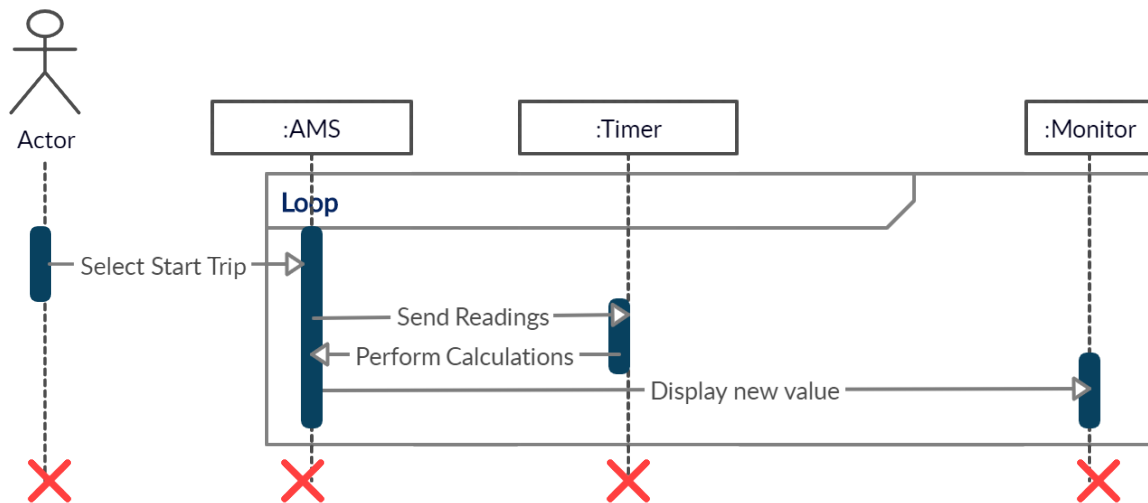 Actor
:AMS
:Timer
:Monitor
Loop
Select Start Trip
Send Readings
Perform Calculations
Display new value